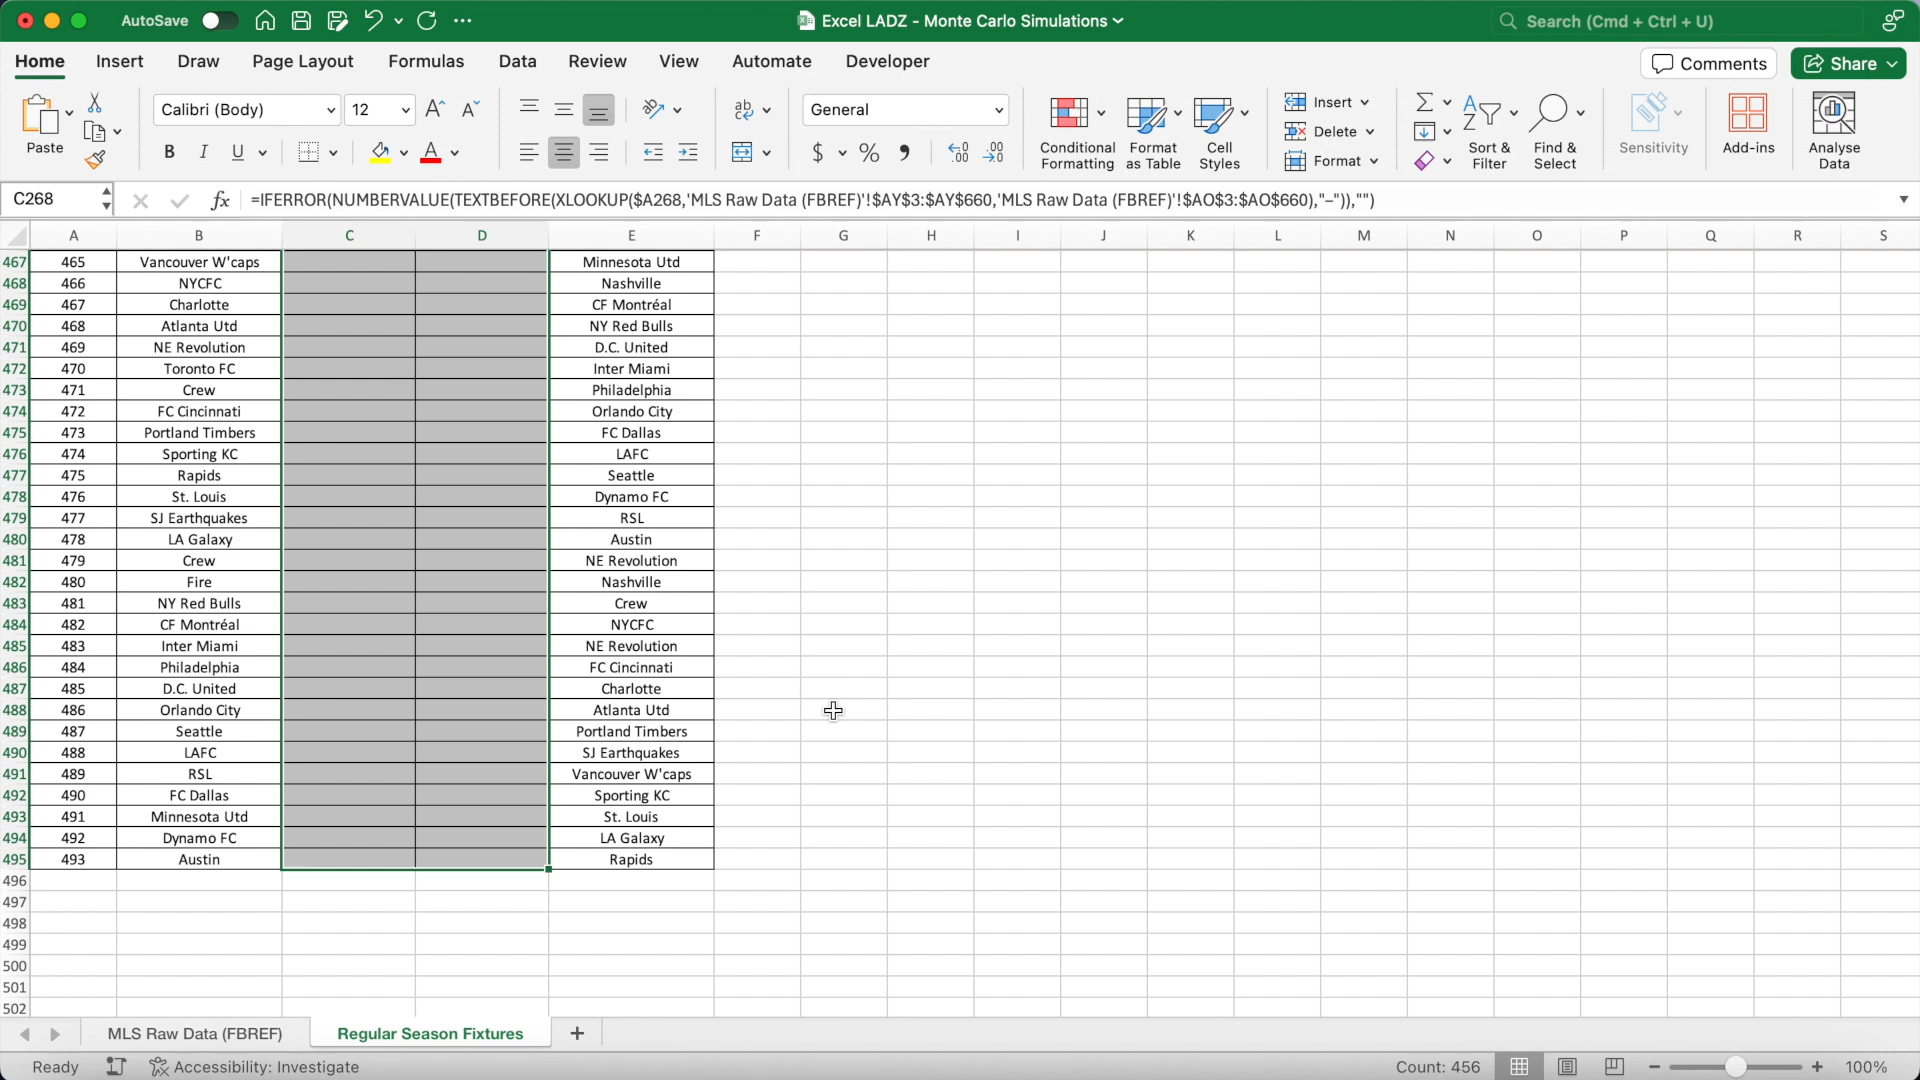 AutoSave
Excel LADZ - Monte Carlo Simulations
Search (Cmd + Ctrl + U)
Home Insert Draw Page Layout Formulas Data Review View Automate Developer
Comments Share
Paste
Calibri (Body) 12
B I U
General
$ % 9
Conditional Formatting
Format as Table
Cell Styles
Insert
Delete
Format
Sort & Filter
Find & Select
Sensitivity
Add-ins
Analyse Data
C268 fx =IFERROR(NUMBERVALUE(TEXTBEFORE(XLOOKUP($A268,'MLS Raw Data (FBREF)'!$AY$3:$AY$660,'MLS Raw Data (FBREF)'!$AO$3:$AO$660),"–")),"")
A B C D E F G H I J K L M N O P Q R S
467 465 Vancouver W'caps Minnesota Utd
468 466 NYCFC Nashville
469 467 Charlotte CF Montréal
470 468 Atlanta Utd NY Red Bulls
471 469 NE Revolution D.C. United
472 470 Toronto FC Inter Miami
473 471 Crew Philadelphia
474 472 FC Cincinnati Orlando City
475 473 Portland Timbers FC Dallas
476 474 Sporting KC LAFC
477 475 Rapids Seattle
478 476 St. Louis Dynamo FC
479 477 SJ Earthquakes RSL
480 478 LA Galaxy Austin
481 479 Crew NE Revolution
482 480 Fire Nashville
483 481 NY Red Bulls Crew
484 482 CF Montréal NYCFC
485 483 Inter Miami NE Revolution
486 484 Philadelphia FC Cincinnati
487 485 D.C. United Charlotte
488 486 Orlando City Atlanta Utd
489 487 Seattle Portland Timbers
490 488 LAFC SJ Earthquakes
491 489 RSL Vancouver W'caps
492 490 FC Dallas Sporting KC
493 491 Minnesota Utd St. Louis
494 492 Dynamo FC LA Galaxy
495 493 Austin Rapids
496
497
498
499
500
501
502
MLS Raw Data (FBREF) Regular Season Fixtures +
Ready Accessibility: Investigate Count: 456 100%